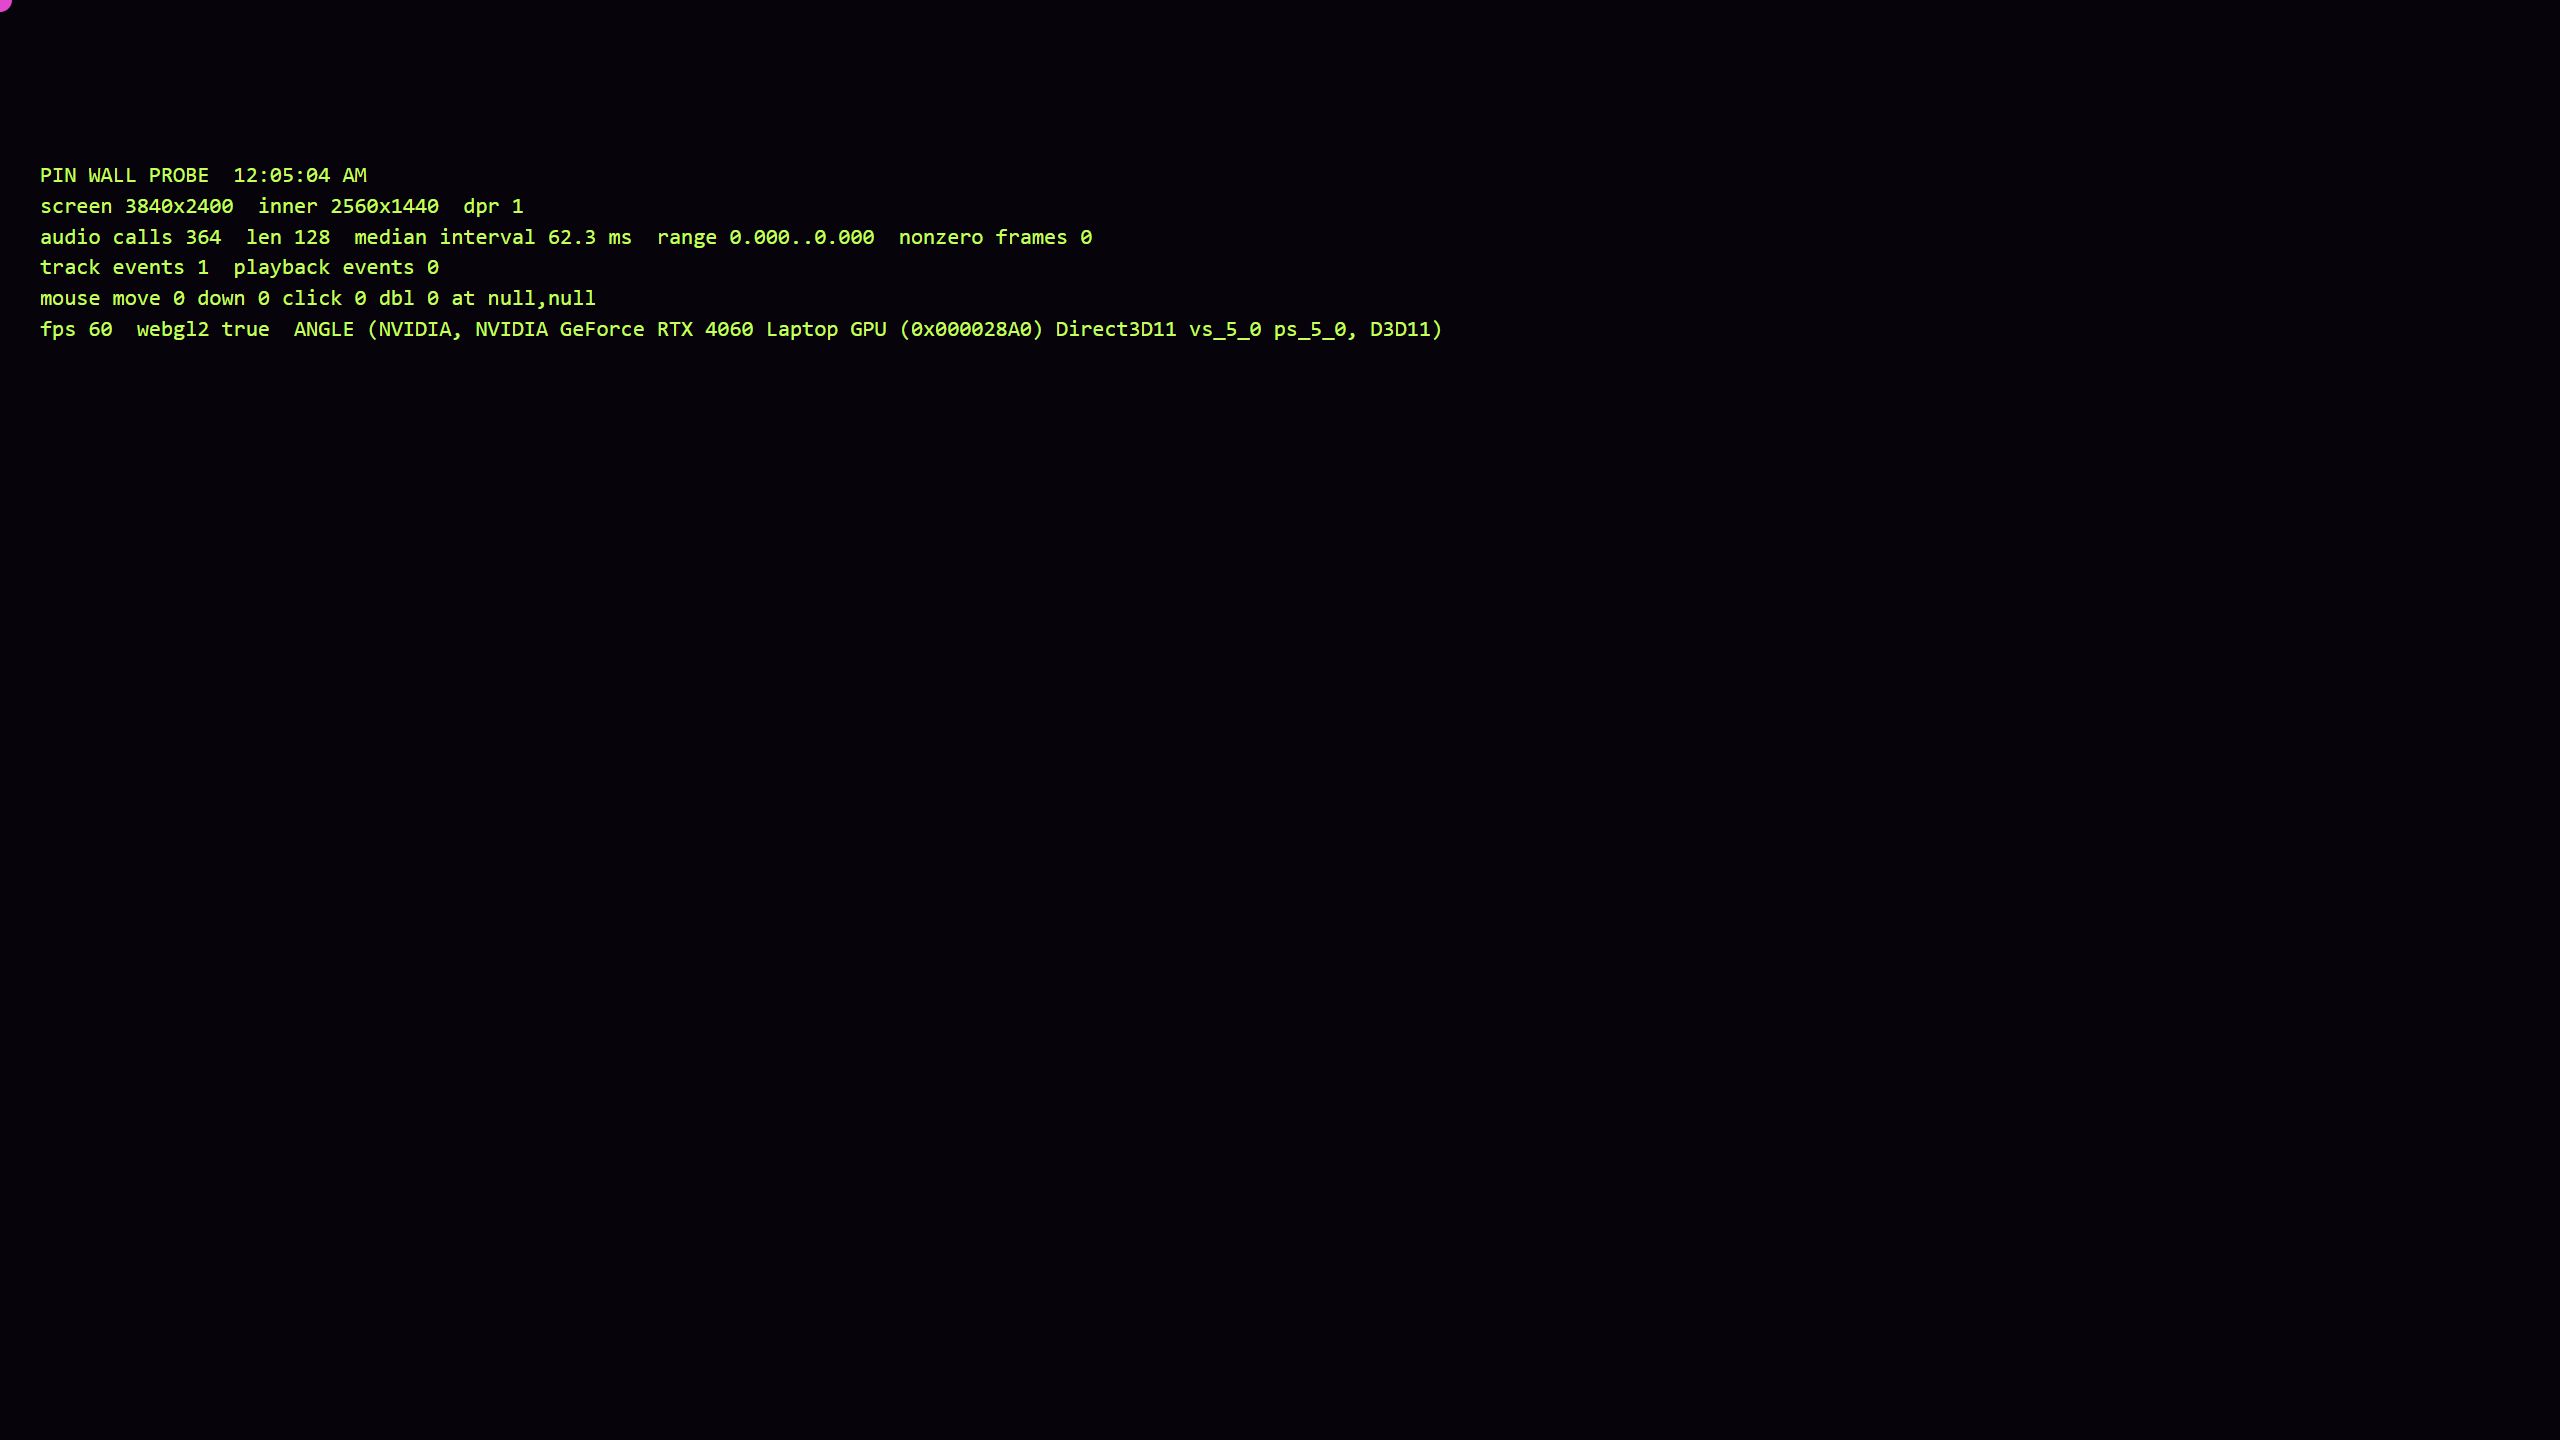 PIN WALL PROBE  12:05:04 AM
screen 3840x2400  inner 2560x1440  dpr 1
audio calls 364  len 128  median interval 62.3 ms  range 0.000..0.000  nonzero frames 0
track events 1  playback events 0
mouse move 0 down 0 click 0 dbl 0 at null,null
fps 60  webgl2 true  ANGLE (NVIDIA, NVIDIA GeForce RTX 4060 Laptop GPU (0x000028A0) Direct3D11 vs_5_0 ps_5_0, D3D11)